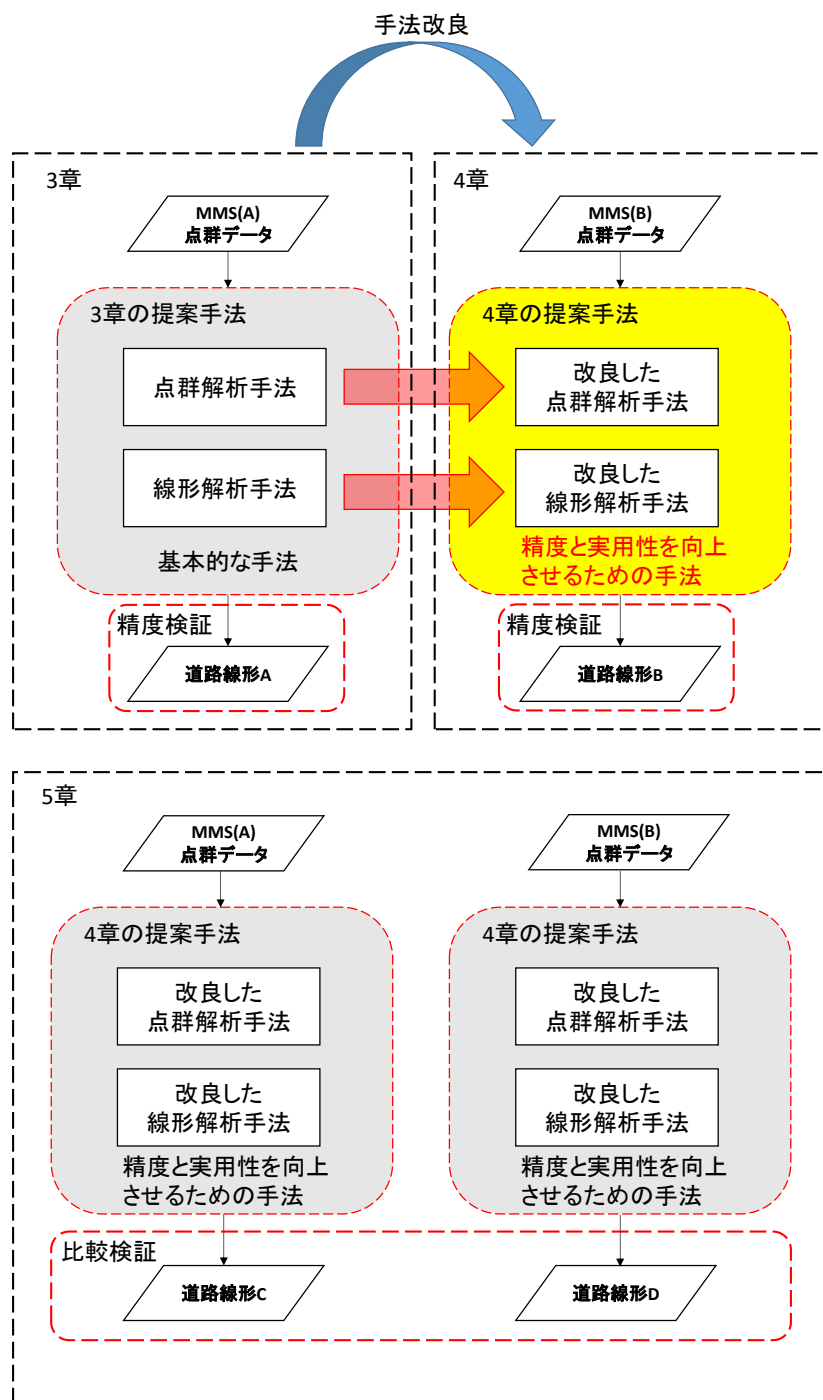 手法改良
3章
MMS(A)
点群データ
3章の提案手法
点群解析手法
線形解析手法
基本的な手法
精度検証
道路線形A
4章
MMS(B)
点群データ
4章の提案手法
改良した
点群解析手法
改良した
線形解析手法
精度と実用性を向上
させるための手法
精度検証
道路線形B
5章
MMS(A)
点群データ
4章の提案手法
改良した
点群解析手法
改良した
線形解析手法
精度と実用性を向上
させるための手法
MMS(B)
点群データ
4章の提案手法
改良した
点群解析手法
改良した
線形解析手法
精度と実用性を向上
させるための手法
比較検証
道路線形C
道路線形D